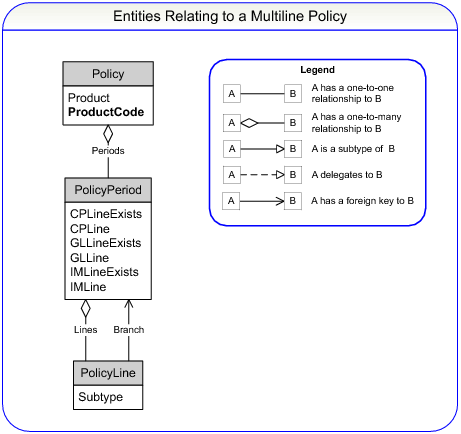 Entities Relating to a Multiline Policy
Policy
Product
ProductCode
Periods
PolicyPeriod
CPLineExists
CPLine
GLLineExists
GLLine
IMLineExists
IMLine
Lines
Branch
PolicyLine
Subtype
Legend
A
B
A has a one-to-one
relationship to B
A
B
A has a one-to-many
relationship to B
A
B
A is a subtype of B
A
B
A delegates to B
A
B
A has a foreign key to B